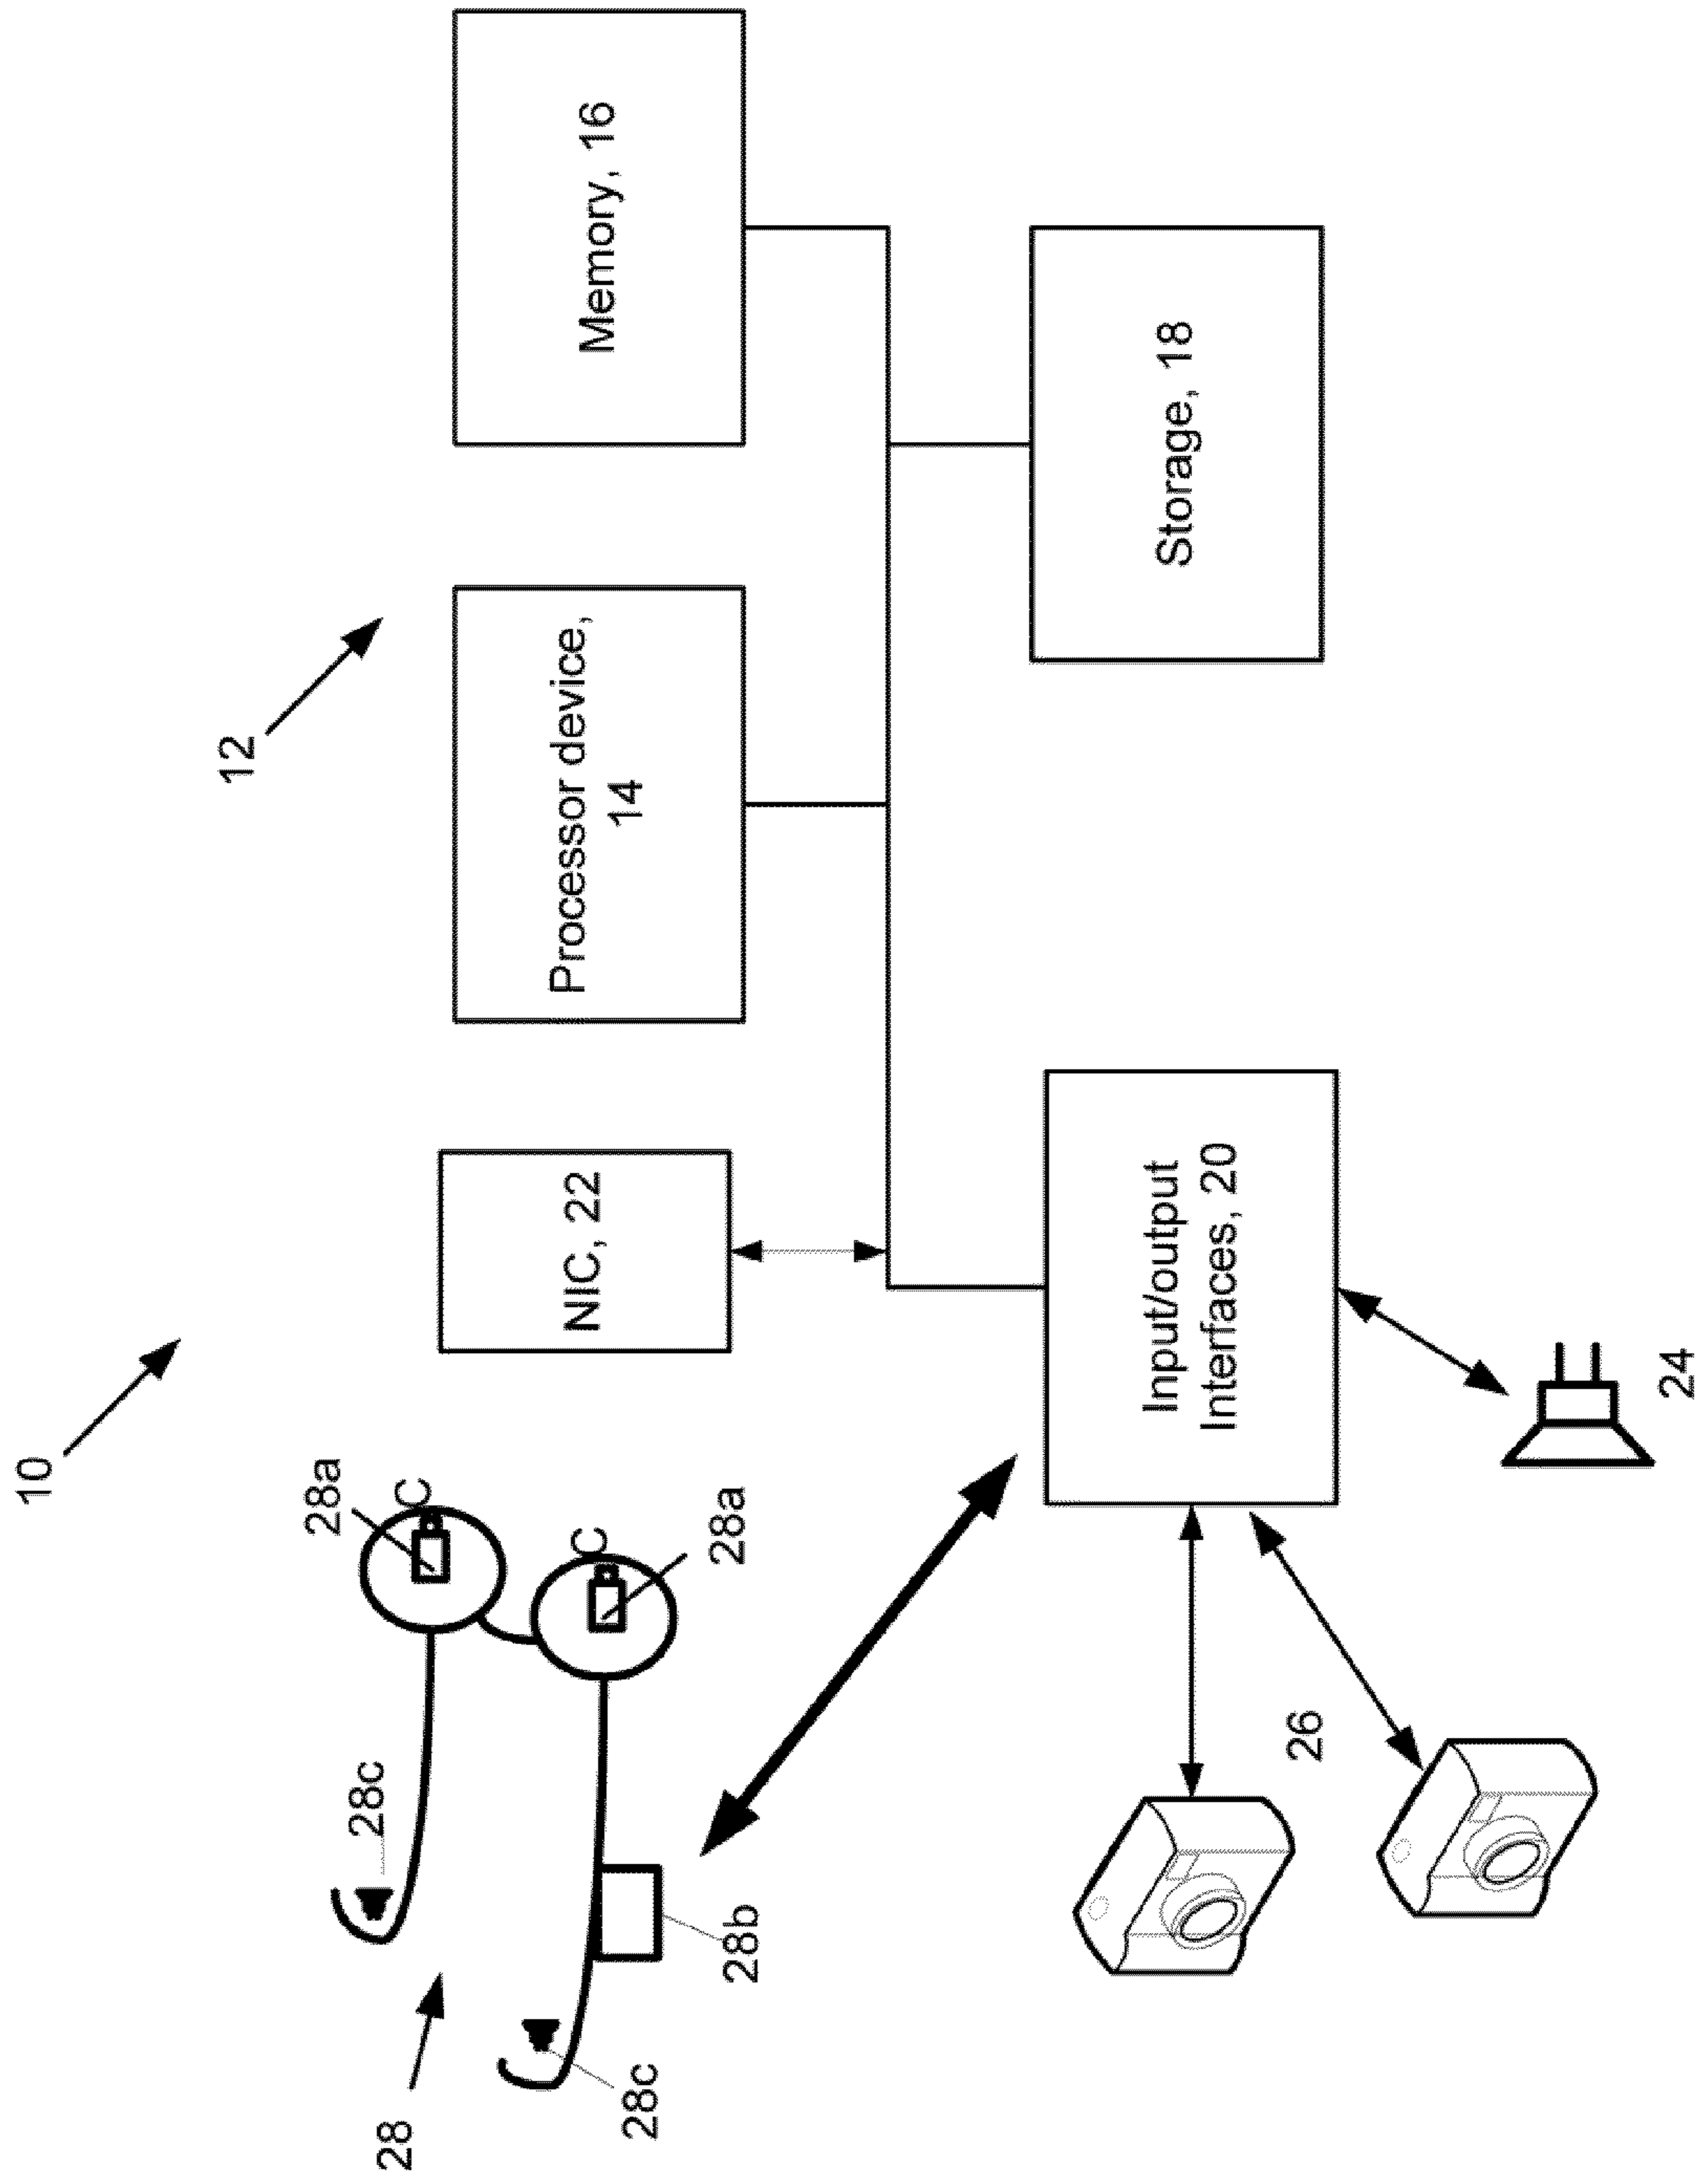 10
12
28a
28c
28
C
Memory, 16
Processor device,
14
NIC, 22
C
28c
28a
28b
Input/output
Interfaces, 20
Storage, 18
26
24